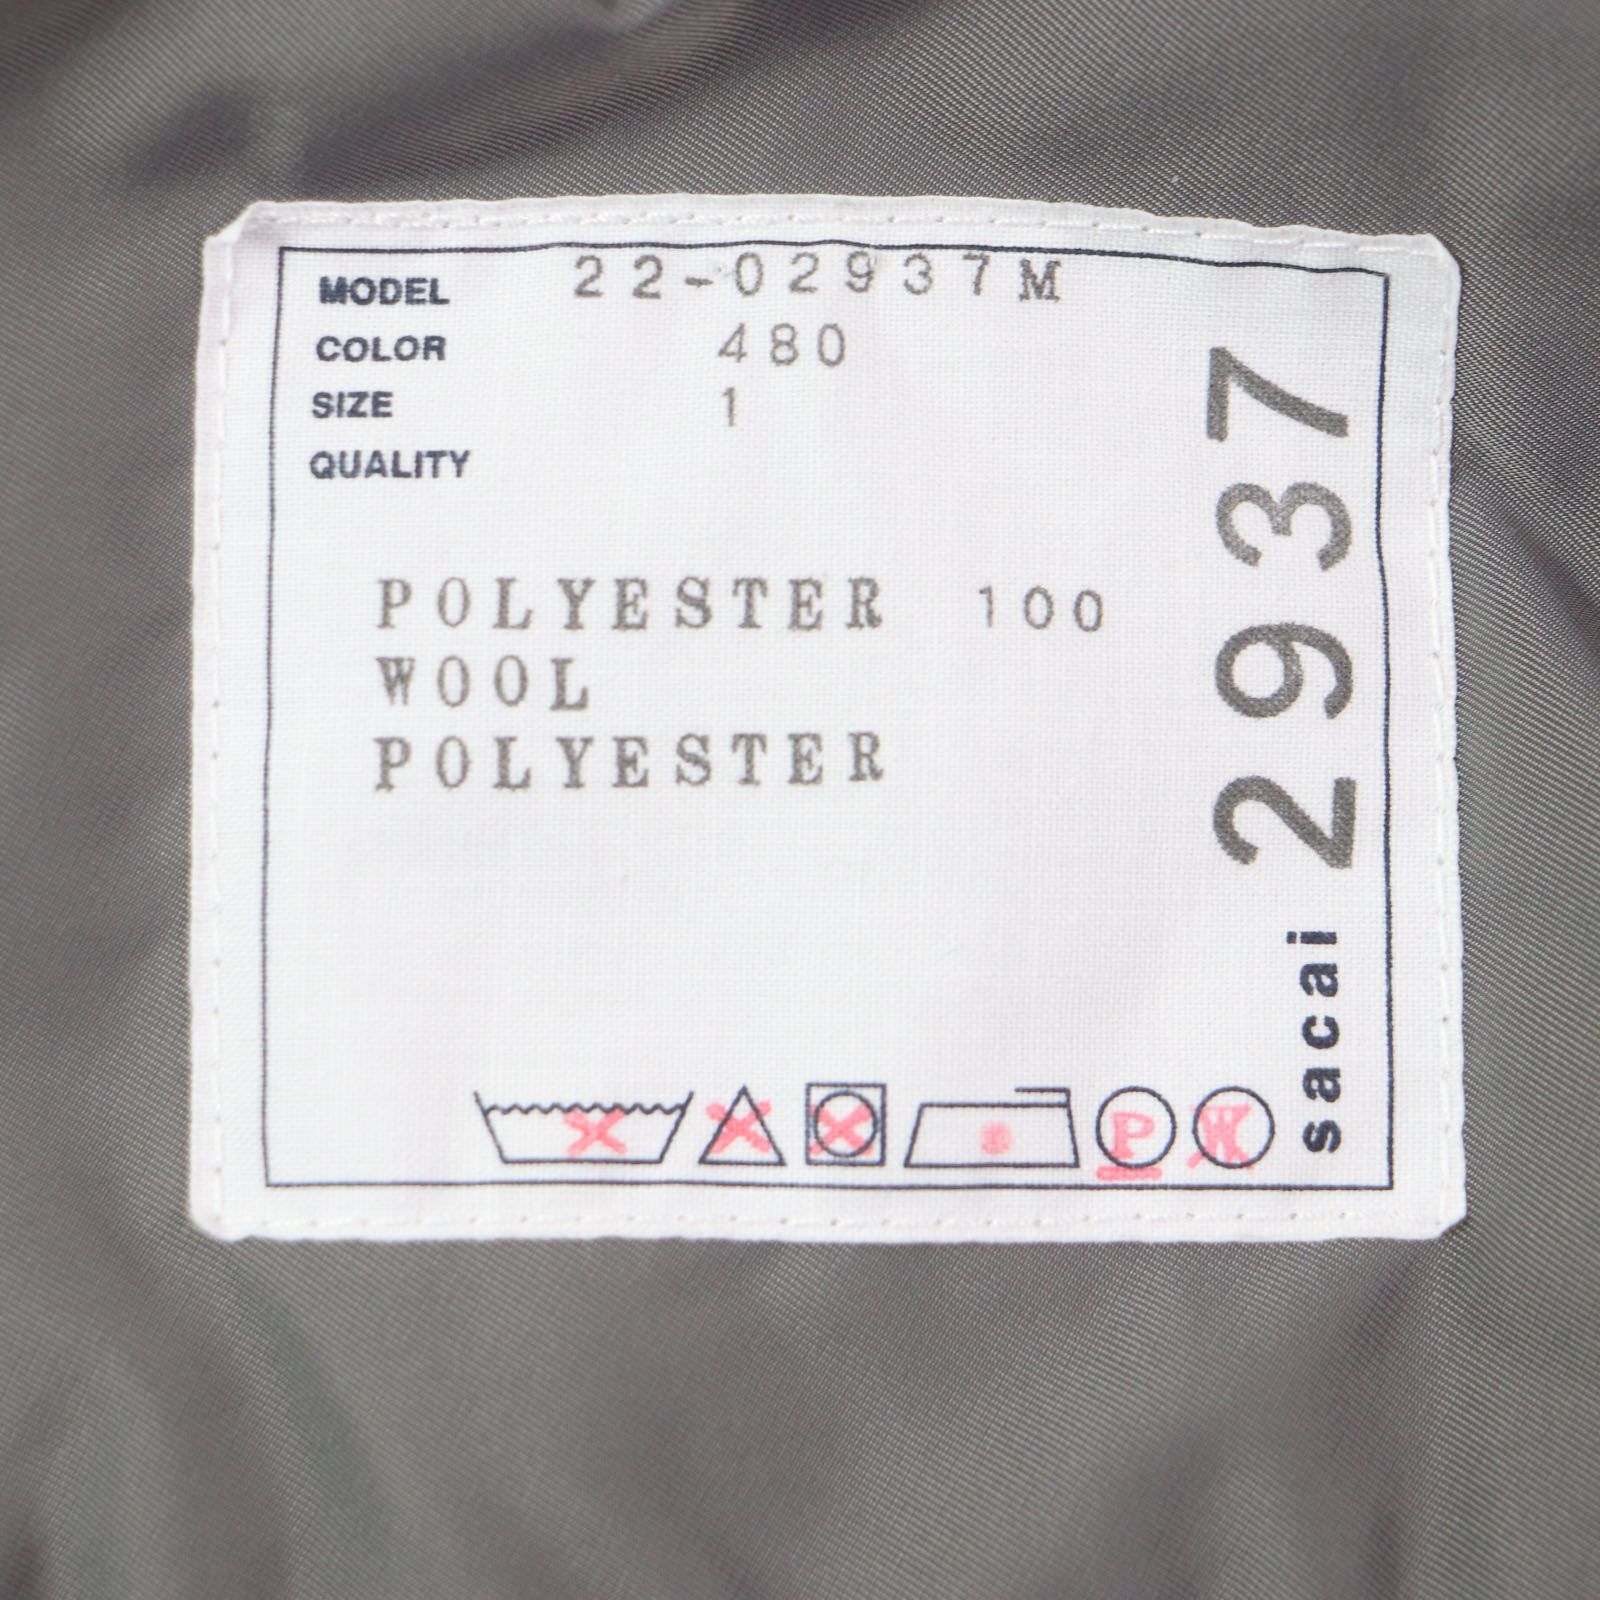 MODEL 22-02937M
COLOR 480
SIZE 1
QUALITY
POLYESTER 100
WOOL
POLYESTER
sacai 2937
P W